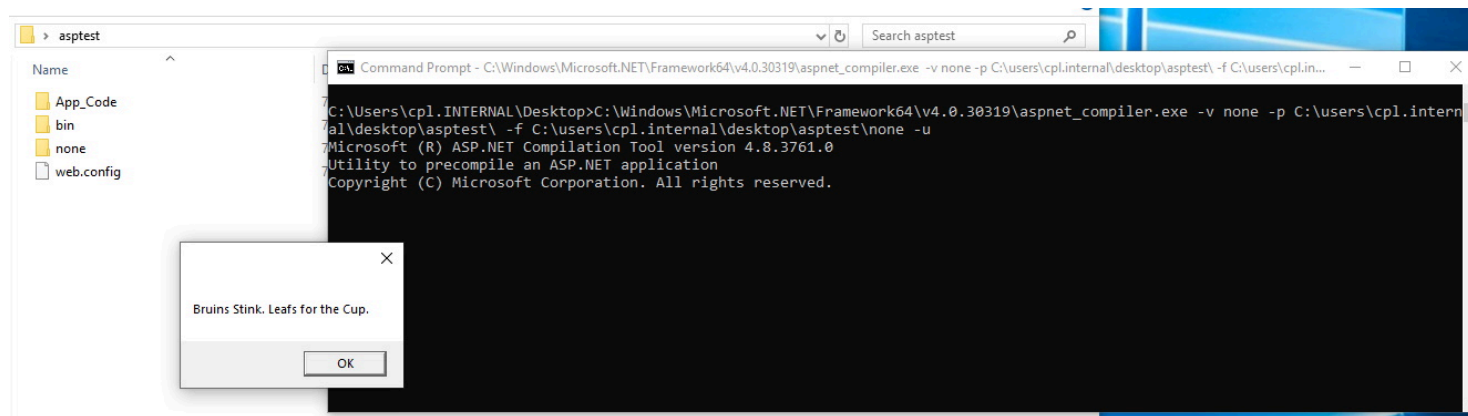 asptest
Search asptest
Name
App_Code
bin
none
web.config
Command Prompt - C:\Windows\Microsoft.NET\Framework64\v4.0.30319\aspnet_compiler.exe -v none -p C:\users\cpl.internal\desktop\asptest\ -f C:\users\cpl.in...
C:\Users\cpl.INTERNAL\Desktop>C:\Windows\Microsoft.NET\Framework64\v4.0.30319\aspnet_compiler.exe -v none -p C:\users\cpl.intern
al\desktop\asptest\ -f C:\users\cpl.internal\desktop\asptest\none -u
Microsoft (R) ASP.NET Compilation Tool version 4.8.3761.0
Utility to precompile an ASP.NET application
Copyright (C) Microsoft Corporation. All rights reserved.
Bruins Stink. Leafs for the Cup.
OK